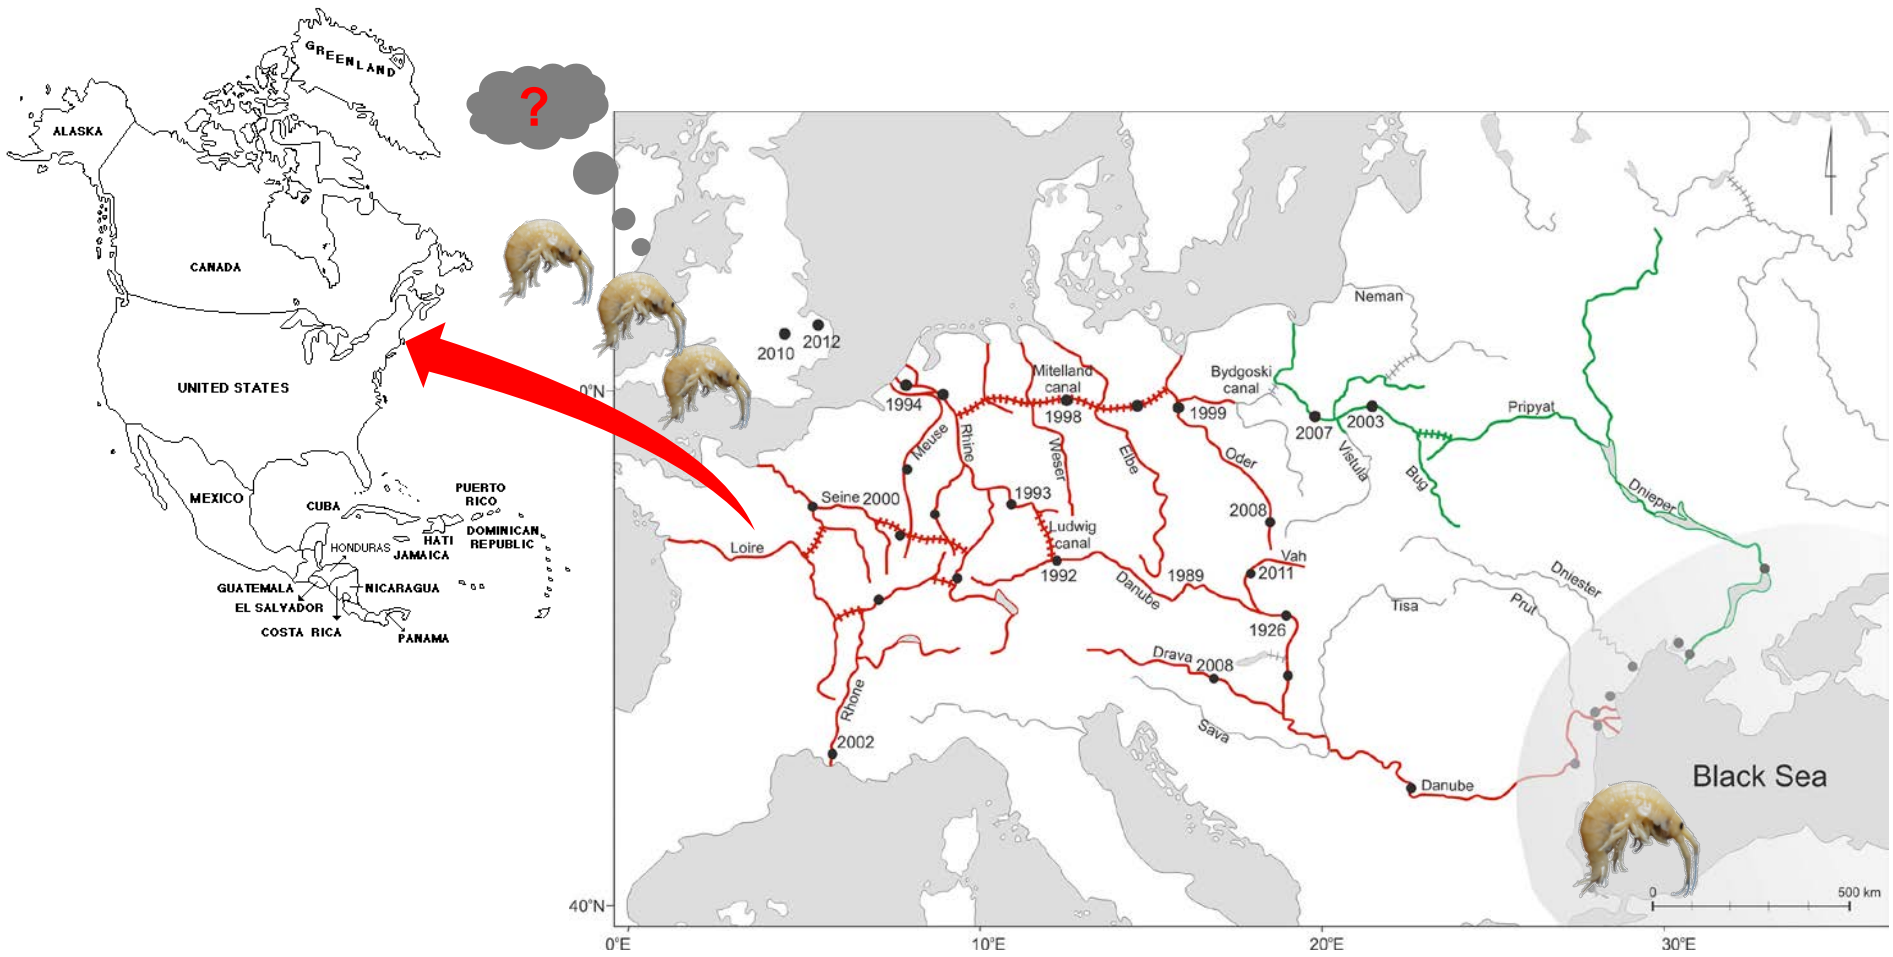 GREENLAND
ALASKA
CANADA
UNITED STATES
MEXICO
CUBA
PUERTO
RICO
HATI
DOMINICAN
REPUBLIC
JAMAICA
HONDURAS
GUATEMALA
NICARAGUA
EL SALVADOR
COSTA RICA
PANAMA
?
2010
2012
0°N
40°N
0°E
10°E
20°E
30°E
1994
Meuse
Rhine
Mitelland
canal
1998
Weser
Elbe
1999
Oder
Bydgoski
canal
Neman
2007
2003
Vistula
Bug
Pripyat
Dnieper
Seine
2000
1993
Ludwig
canal
2008
Loire
1992
Danube
1989
Vah
2011
1926
Tisa
Prut
Dniester
Drava
2008
Sava
Rhone
2002
Danube
Black Sea
0
500 km